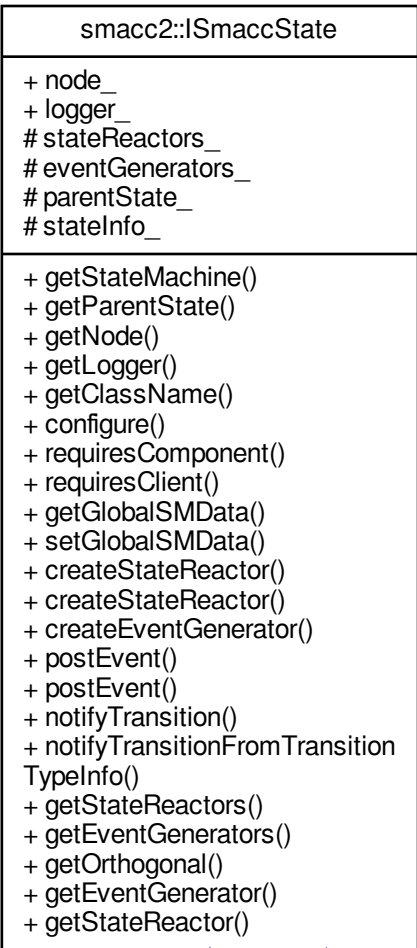 smacc2::ISmaccState
+ node_
+ logger_
# stateReactors_
# eventGenerators_
# parentState_
# stateInfo_
+ getStateMachine()
+ getParentState()
+ getNode()
+ getLogger()
+ getClassName()
+ configure()
+ requiresComponent()
+ requiresClient()
+ getGlobalSMData()
+ setGlobalSMData()
+ createStateReactor()
+ createStateReactor()
+ createEventGenerator()
+ postEvent()
+ postEvent()
+ notifyTransition()
+ notifyTransitionFromTransition
TypeInfo()
+ getStateReactors()
+ getEventGenerators()
+ getOrthogonal()
+ getEventGenerator()
+ getStateReactor()